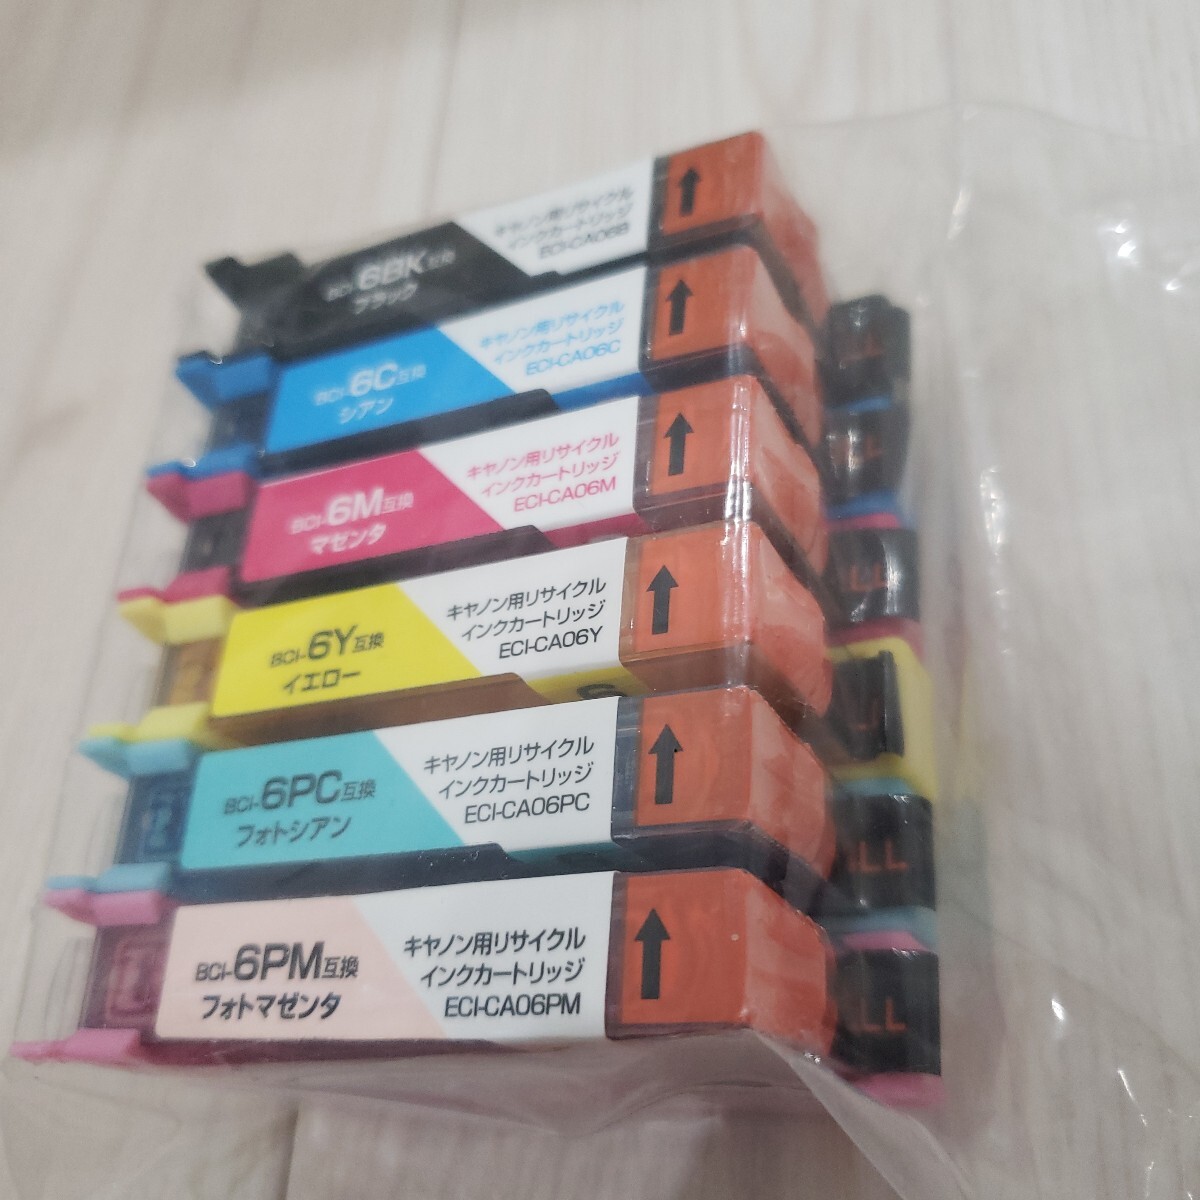 BCI-6BK互換
ブラック
キヤノン用リサイクル
インクカートリッジ
ECI-CA06B
BCI-6C互換
シアン
キヤノン用リサイクル
インクカートリッジ
ECI-CA06C
BCI-6M互換
マゼンタ
キヤノン用リサイクル
インクカートリッジ
ECI-CA06M
BCI-6Y互換
イエロー
キヤノン用リサイクル
インクカートリッジ
ECI-CA06Y
BCI-6PC互換
フォトシアン
キヤノン用リサイクル
インクカートリッジ
ECI-CA06PC
BCI-6PM互換
フォトマゼンタ
キヤノン用リサイクル
インクカートリッジ
ECI-CA06PM